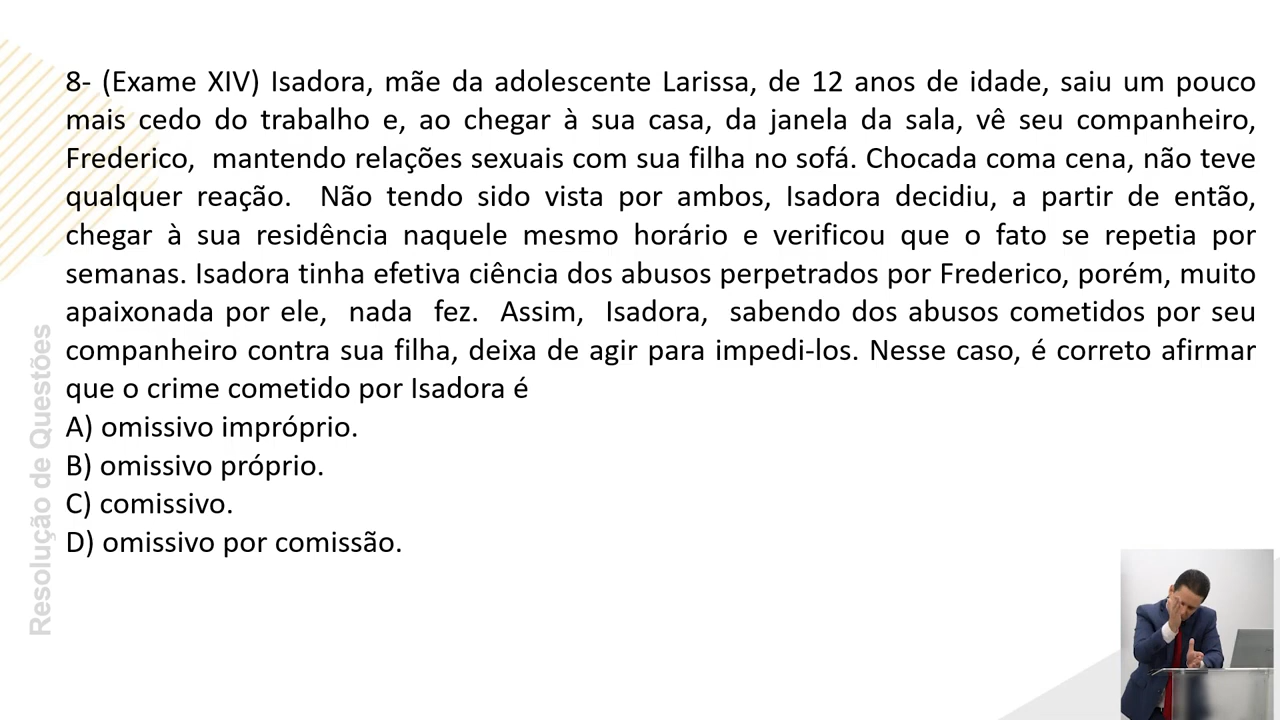 8- (Exame XIV) Isadora, mãe da adolescente Larissa, de 12 anos de idade, saiu um pouco
mais cedo do trabalho e, ao chegar à sua casa, da janela da sala, vê seu companheiro,
Frederico, mantendo relações sexuais com sua filha no sofá. Chocada coma cena, não teve
qualquer reação. Não tendo sido vista por ambos, Isadora decidiu, a partir de então,
chegar à sua residência naquele mesmo horário e verificou que o fato se repetia por
semanas. Isadora tinha efetiva ciência dos abusos perpetrados por Frederico, porém, muito
apaixonada por ele, nada fez. Assim, Isadora, sabendo dos abusos cometidos por seu
companheiro contra sua filha, deixa de agir para impedi-los. Nesse caso, é correto afirmar
que o crime cometido por Isadora é
A) omissivo impróprio.
B) omissivo próprio.
C) comissivo.
D) omissivo por comissão.
Resolução de Questões